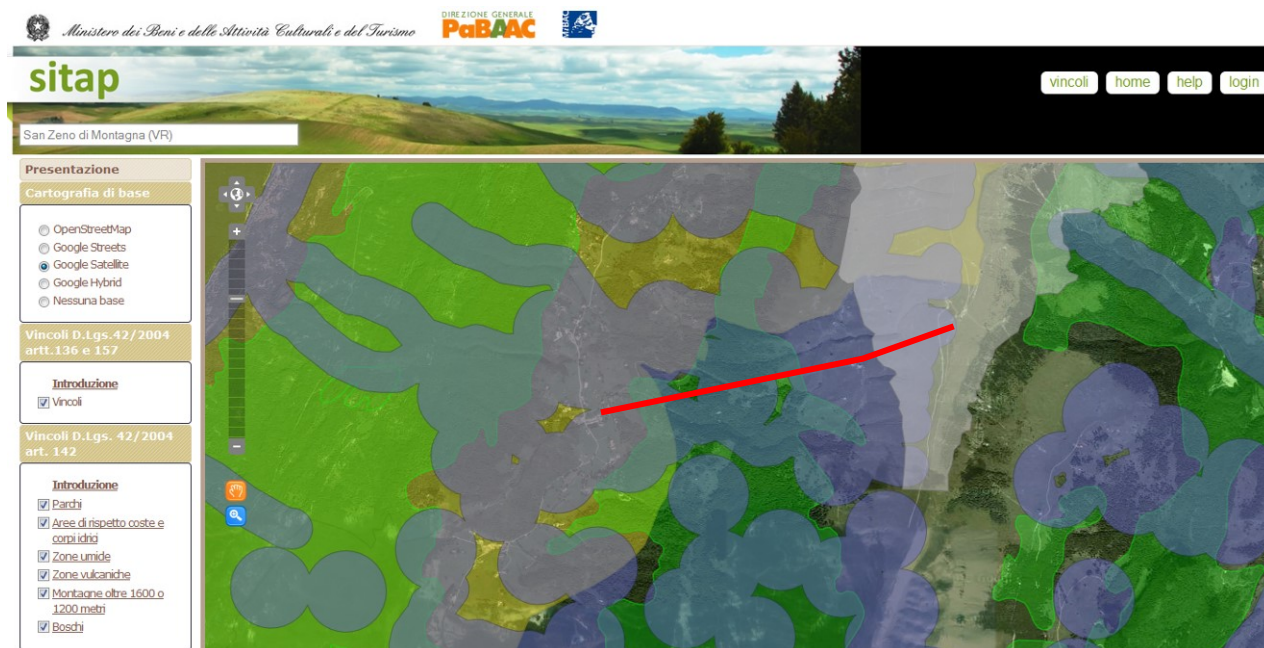 Ministero dei Beni e delle Attività Culturali e del Turismo
DIREZIONE GENERALE
PaBAAC
MiBAC
sitap
vincoli
home
help
login
San Zeno di Montagna (VR)
Presentazione
Cartografia di base
OpenStreetMap
Google Streets
Google Satellite
Google Hybrid
Nessuna base
Vincoli D.Lgs.42/2004
artt.136 e 157
Introduzione
Vincoli
Vincoli D.Lgs. 42/2004
art. 142
Introduzione
Parchi
Aree di rispetto coste e
corpi idrici
Zone umide
Zone vulcaniche
Montagne oltre 1600 o
1200 metri
Boschi